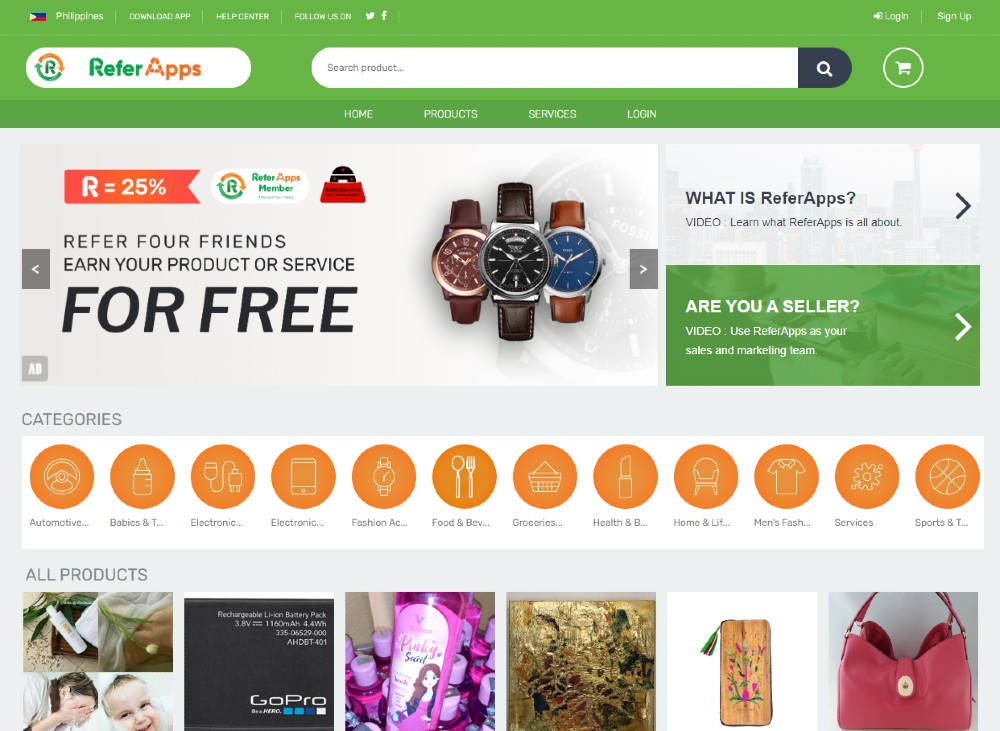 Philippines
DOWNLOAD APP
HELP CENTER
FOLLOW US ON
Login
Sign Up
ReferApps
Search product...
HOME
PRODUCTS
SERVICES
LOGIN
R = 25%
ReferApps
Member
REFER FOUR FRIENDS
EARN YOUR PRODUCT OR SERVICE
FOR FREE
<
>
AD
FOSSIL
WHAT IS ReferApps?
VIDEO : Learn what ReferApps is all about.
ARE YOU A SELLER?
VIDEO : Use ReferApps as your
sales and marketing team.
CATEGORIES
Automotive...
Babies & T...
Electronic...
Electronic...
Fashion Ac...
Food & Bev...
Groceries...
Health & B...
Home & Lif...
Men's Fash...
Services
Sports & T...
ALL PRODUCTS
Rechargeable Li-ion Battery Pack
3.8V 1160mAh 4.4Wh
335-06529-000
AHDBT-401
GoPro
Be a HERO.
Pinky
Secret